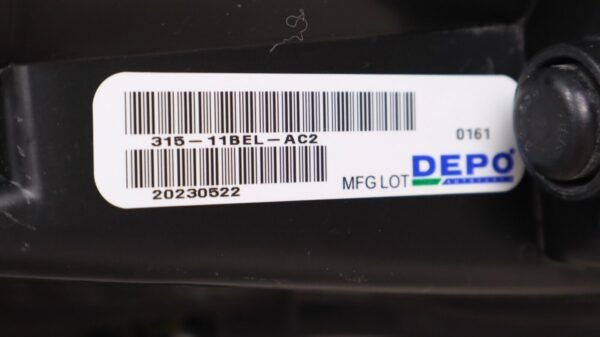 315-11BEL-AC2
0161
20230522
MFG LOT
DEPO